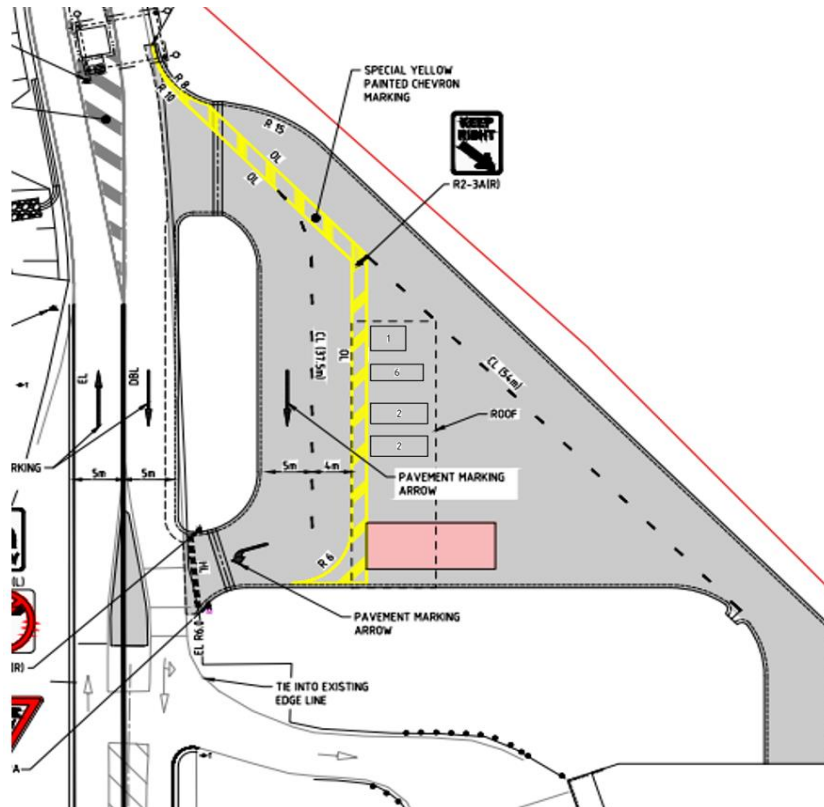 SPECIAL YELLOW
PAINTED CHEVRON
MARKING
R 8
R 10
R 15
OL
OL
KEEP
RIGHT
R2-3A(R)
CL (37.5m)
OL
1
6
2
2
CL (54m)
ROOF
EL
DBL
RKING
5m
5m
5m
4m
PAVEMENT MARKING
ARROW
R 6
HL
(L)
PAVEMENT MARKING
ARROW
EL R6.0
(R)
TIE INTO EXISTING
EDGE LINE
A